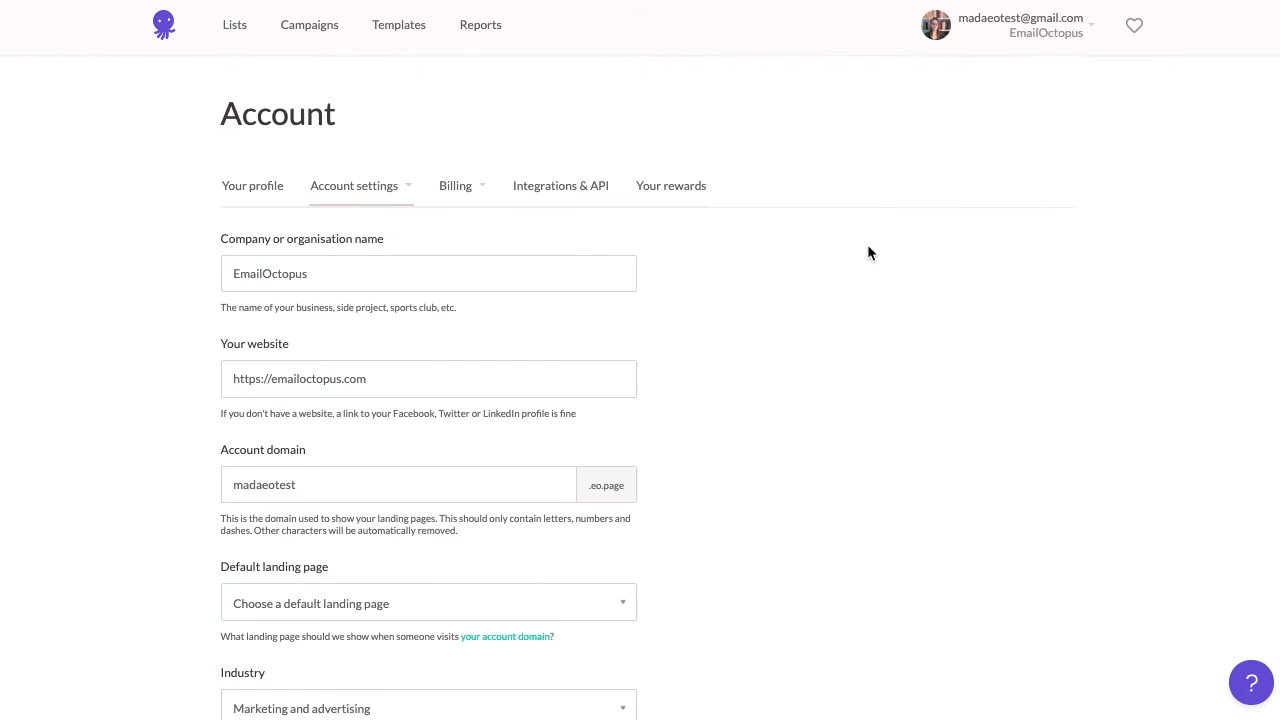 Lists Campaigns Templates Reports
madaeotest@gmail.com
EmailOctopus
Account
Your profile Account settings Billing Integrations & API Your rewards
Company or organisation name
EmailOctopus
The name of your business, side project, sports club, etc.
Your website
https://emailoctopus.com
If you don't have a website, a link to your Facebook, Twitter or LinkedIn profile is fine
Account domain
madaeotest .eo.page
This is the domain used to show your landing pages. This should only contain letters, numbers and
dashes. Other characters will be automatically removed.
Default landing page
Choose a default landing page
What landing page should we show when someone visits your account domain?
Industry
Marketing and advertising
?